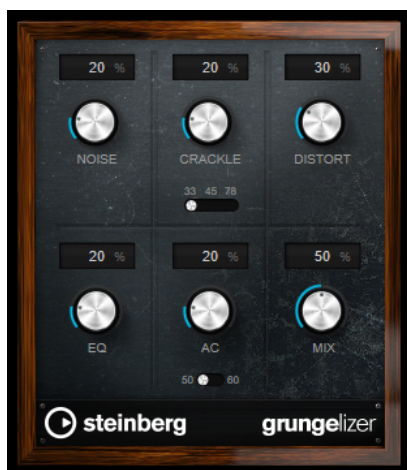 20 % 20 % 30 %
NOISE CRACKLE DISTORT
33 45 78
20 % 20 % 50 %
EQ AC MIX
50 60
steinberg grungelizer